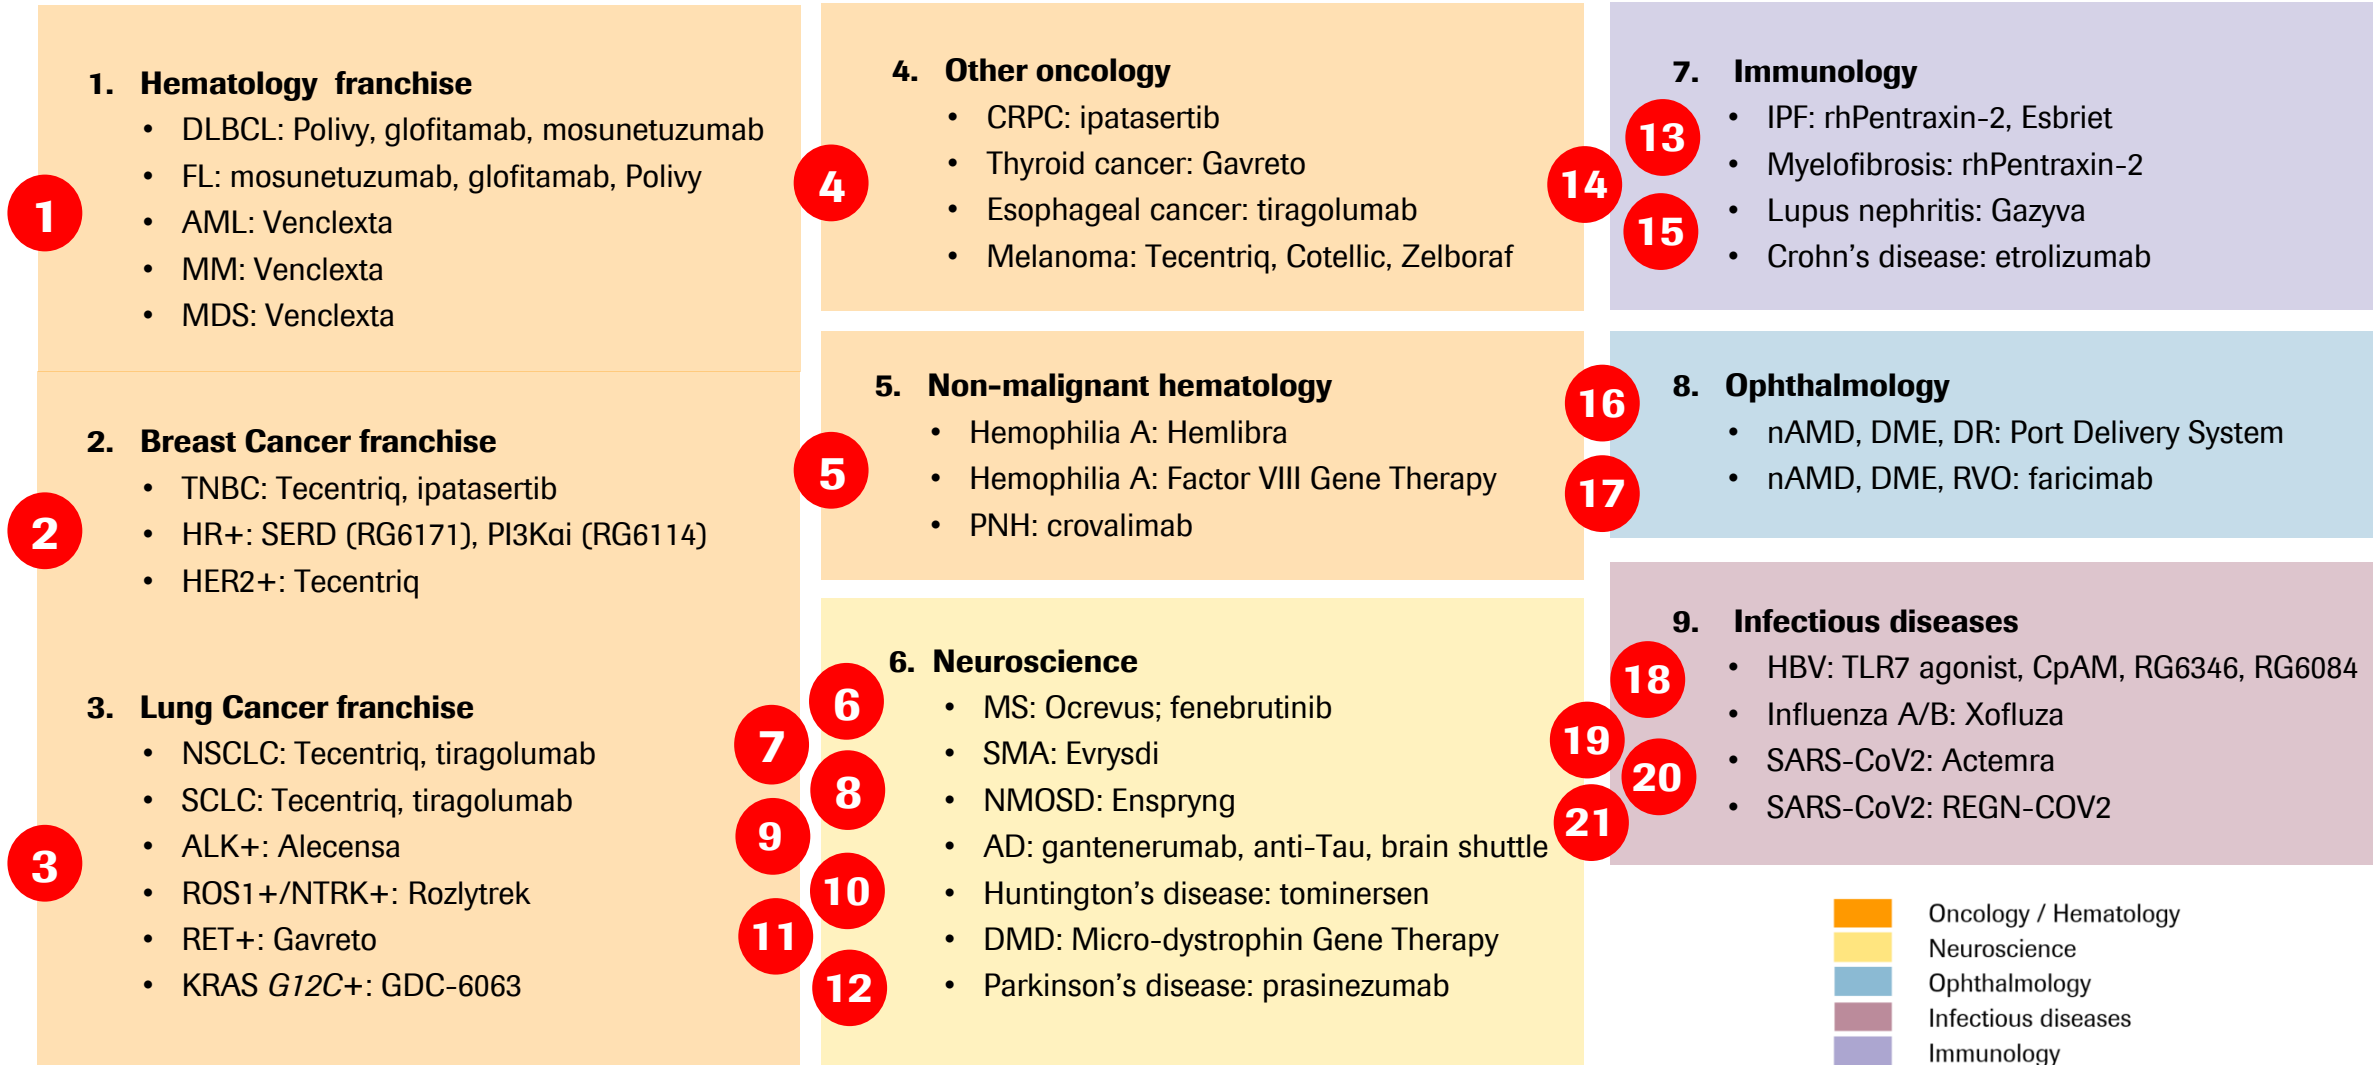 1. Hematology franchise
• DLBCL: Polivy, glofitamab, mosunetuzumab
• FL: mosunetuzumab, glofitamab, Polivy
• AML: Venclexta
• MM: Venclexta
• MDS: Venclexta
1
2. Breast Cancer franchise
• TNBC: Tecentriq, ipatasertib
• HR+: SERD (RG6171), PI3Kαi (RG6114)
• HER2+: Tecentriq
2
3. Lung Cancer franchise
• NSCLC: Tecentriq, tiragolumab
• SCLC: Tecentriq, tiragolumab
• ALK+: Alecensa
• ROS1+/NTRK+: Rozlytrek
• RET+: Gavreto
• KRAS G12C+: GDC-6063
3
4. Other oncology
• CRPC: ipatasertib
• Thyroid cancer: Gavreto
• Esophageal cancer: tiragolumab
• Melanoma: Tecentriq, Cotellic, Zelboraf
4
5. Non-malignant hematology
• Hemophilia A: Hemlibra
• Hemophilia A: Factor VIII Gene Therapy
• PNH: crovalimab
5
6. Neuroscience
• MS: Ocrevus; fenebrutinib
• SMA: Evrysdi
• NMOSD: Enspryng
• AD: gantenerumab, anti-Tau, brain shuttle
• Huntington's disease: tominersen
• DMD: Micro-dystrophin Gene Therapy
• Parkinson's disease: prasinezumab
6
7
8
9
10
11
12
7. Immunology
• IPF: rhPentraxin-2, Esbriet
• Myelofibrosis: rhPentraxin-2
• Lupus nephritis: Gazyva
• Crohn's disease: etrolizumab
13
14
15
8. Ophthalmology
• nAMD, DME, DR: Port Delivery System
• nAMD, DME, RVO: faricimab
16
17
9. Infectious diseases
• HBV: TLR7 agonist, CpAM, RG6346, RG6084
• Influenza A/B: Xofluza
• SARS-CoV2: Actemra
• SARS-CoV2: REGN-COV2
18
19
20
21
Oncology / Hematology
Neuroscience
Ophthalmology
Infectious diseases
Immunology